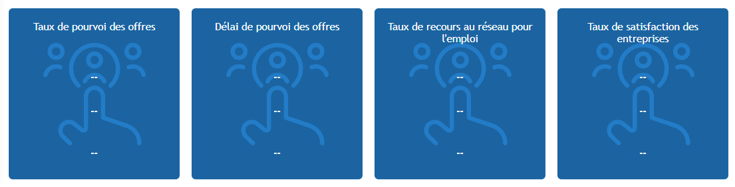 Taux de pourvoi des offres
--
--
--
Délai de pourvoi des offres
--
--
--
Taux de recours au réseau pour
l'emploi
--
--
--
Taux de satisfaction des
entreprises
--
--
--